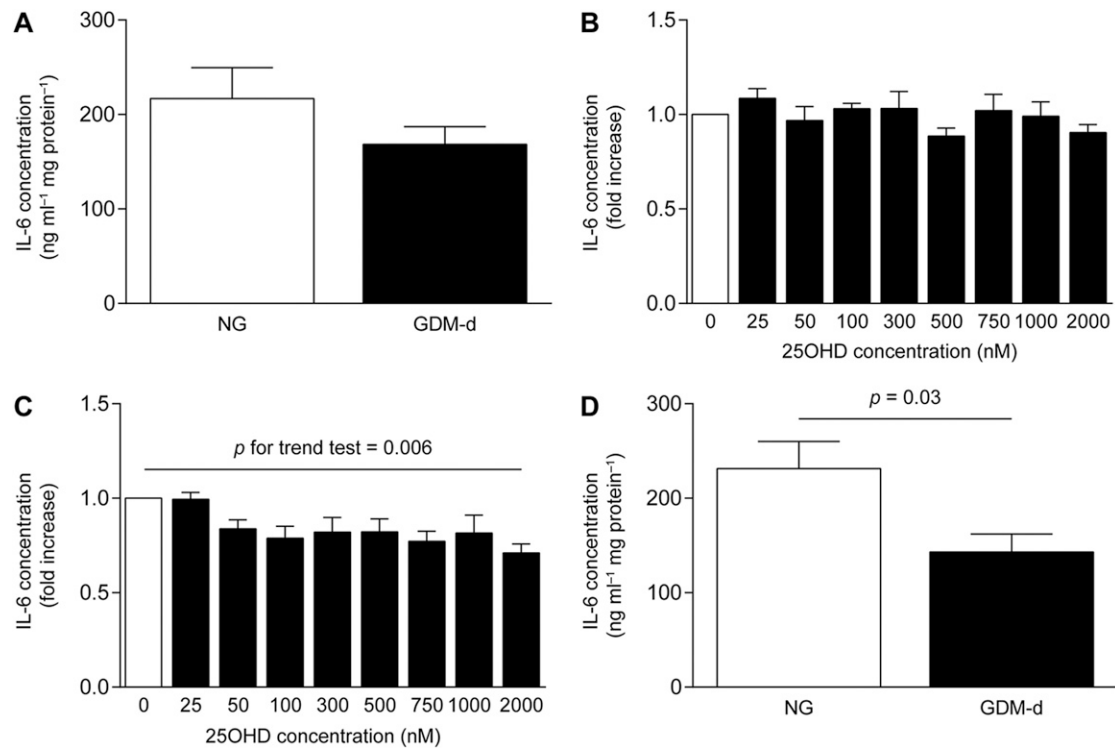 A
IL-6 concentration
(ng ml⁻¹ mg protein⁻¹)
300
200
100
0
NG GDM-d
B
IL-6 concentration
(fold increase)
1.5
1.0
0.5
0.0
0 25 50 100 300 500 750 1000 2000
25OHD concentration (nM)
C
IL-6 concentration
(fold increase)
1.5
1.0
0.5
0.0
p for trend test = 0.006
0 25 50 100 300 500 750 1000 2000
25OHD concentration (nM)
D
IL-6 concentration
(ng ml⁻¹ mg protein⁻¹)
300
200
100
0
p = 0.03
NG GDM-d